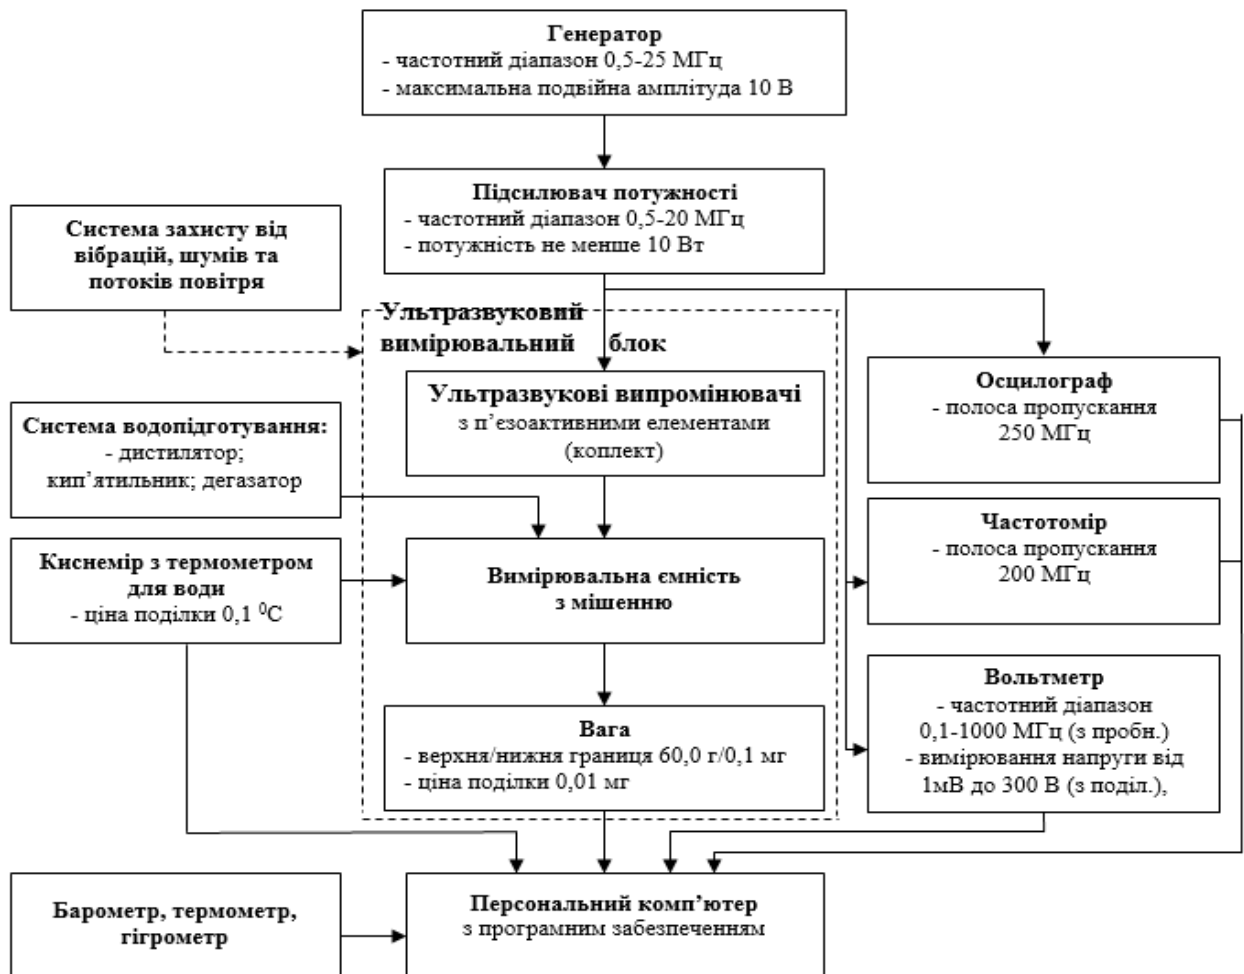 Генератор
- частотний діапазон 0,5-25 МГц
- максимальна подвійна амплітуда 10 В
Підсилювач потужності
- частотний діапазон 0,5-20 МГц
- потужність не менше 10 Вт
Система захисту від
вібрацій, шумів та
потоків повітря
Ультразвуковий
вимірювальний блок
Ультразвукові випромінювачі
з п’єзоактивними елементами
(коплект)
Осцилограф
- полоса пропускання
250 МГц
Система водопідготування:
- дистилятор;
кип’ятильник; дегазатор
Частотомір
- полоса пропускання
200 МГц
Киснемір з термометром
для води
- ціна поділки 0,1 ⁰С
Вимірювальна ємність
з мішенню
Вольтметр
- частотний діапазон
0,1-1000 МГц (з пробн.)
- вимірювання напруги від
1мВ до 300 В (з поділ.),
Вага
- верхня/нижня границя 60,0 г/0,1 мг
- ціна поділки 0,01 мг
Барометр, термометр,
гігрометр
Персональний комп’ютер
з програмним забезпеченням